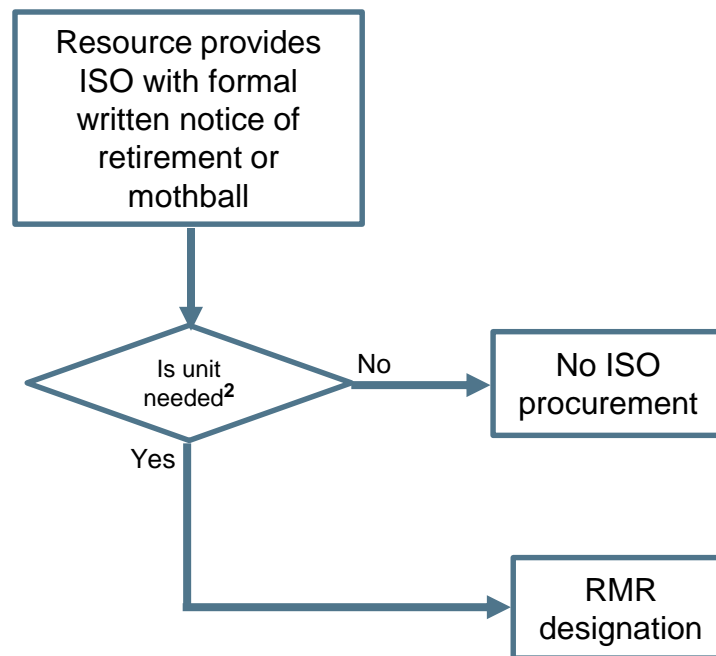 Resource provides
ISO with formal
written notice of
retirement or
mothball
Is unit
needed²
No
No ISO
procurement
Yes
RMR
designation